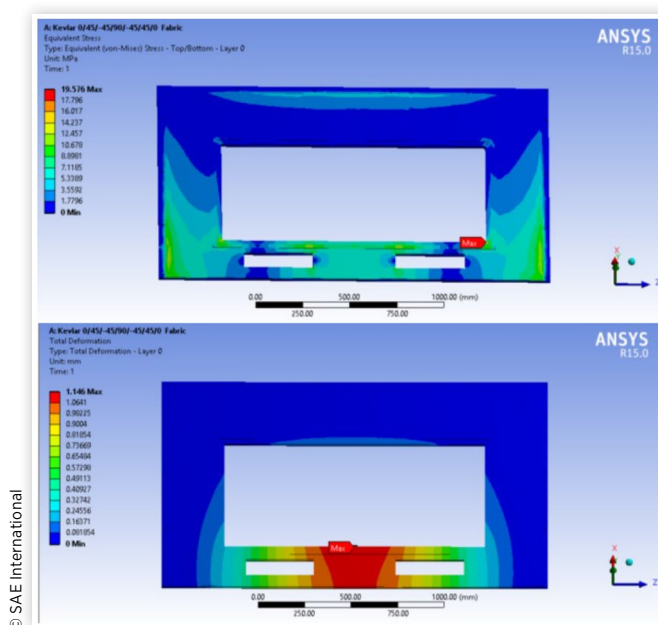 A: Kevlar 0/45/-45/90/-45/45/0 Fabric
Equivalent Stress
Type: Equivalent (von-Mises) Stress - Top/Bottom - Layer 0
Unit: MPa
Time: 1
ANSYS
R15.0
19.576 Max
17.796
16.017
14.237
12.457
10.678
8.8981
7.1185
5.3389
3.5592
1.7796
0 Min
Max
X
Z
0.00 500.00 1000.00 (mm)
250.00 750.00
A: Kevlar 0/45/-45/90/-45/45/0 Fabric
Total Deformation
Type: Total Deformation - Layer 0
Unit: mm
Time: 1
ANSYS
R15.0
1.146 Max
1.0641
0.98225
0.9004
0.81854
0.73669
0.65484
0.57298
0.49113
0.40927
0.32742
0.24556
0.16371
0.081854
0 Min
Max
X
Z
0.00 500.00 1000.00 (mm)
250.00 750.00
© SAE International